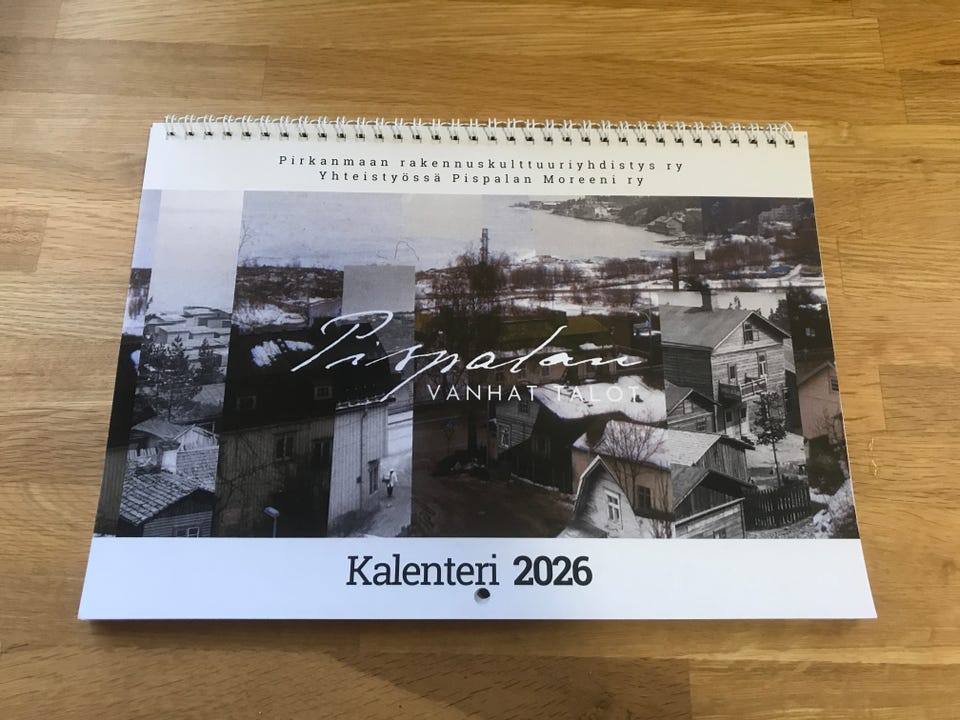 Pirkanmaan rakennuskulttuuriyhdistys ry
Yhteistyössä Pispalan Moreeni ry
Pispalan
VANHAT TALOT
Kalenteri 2026